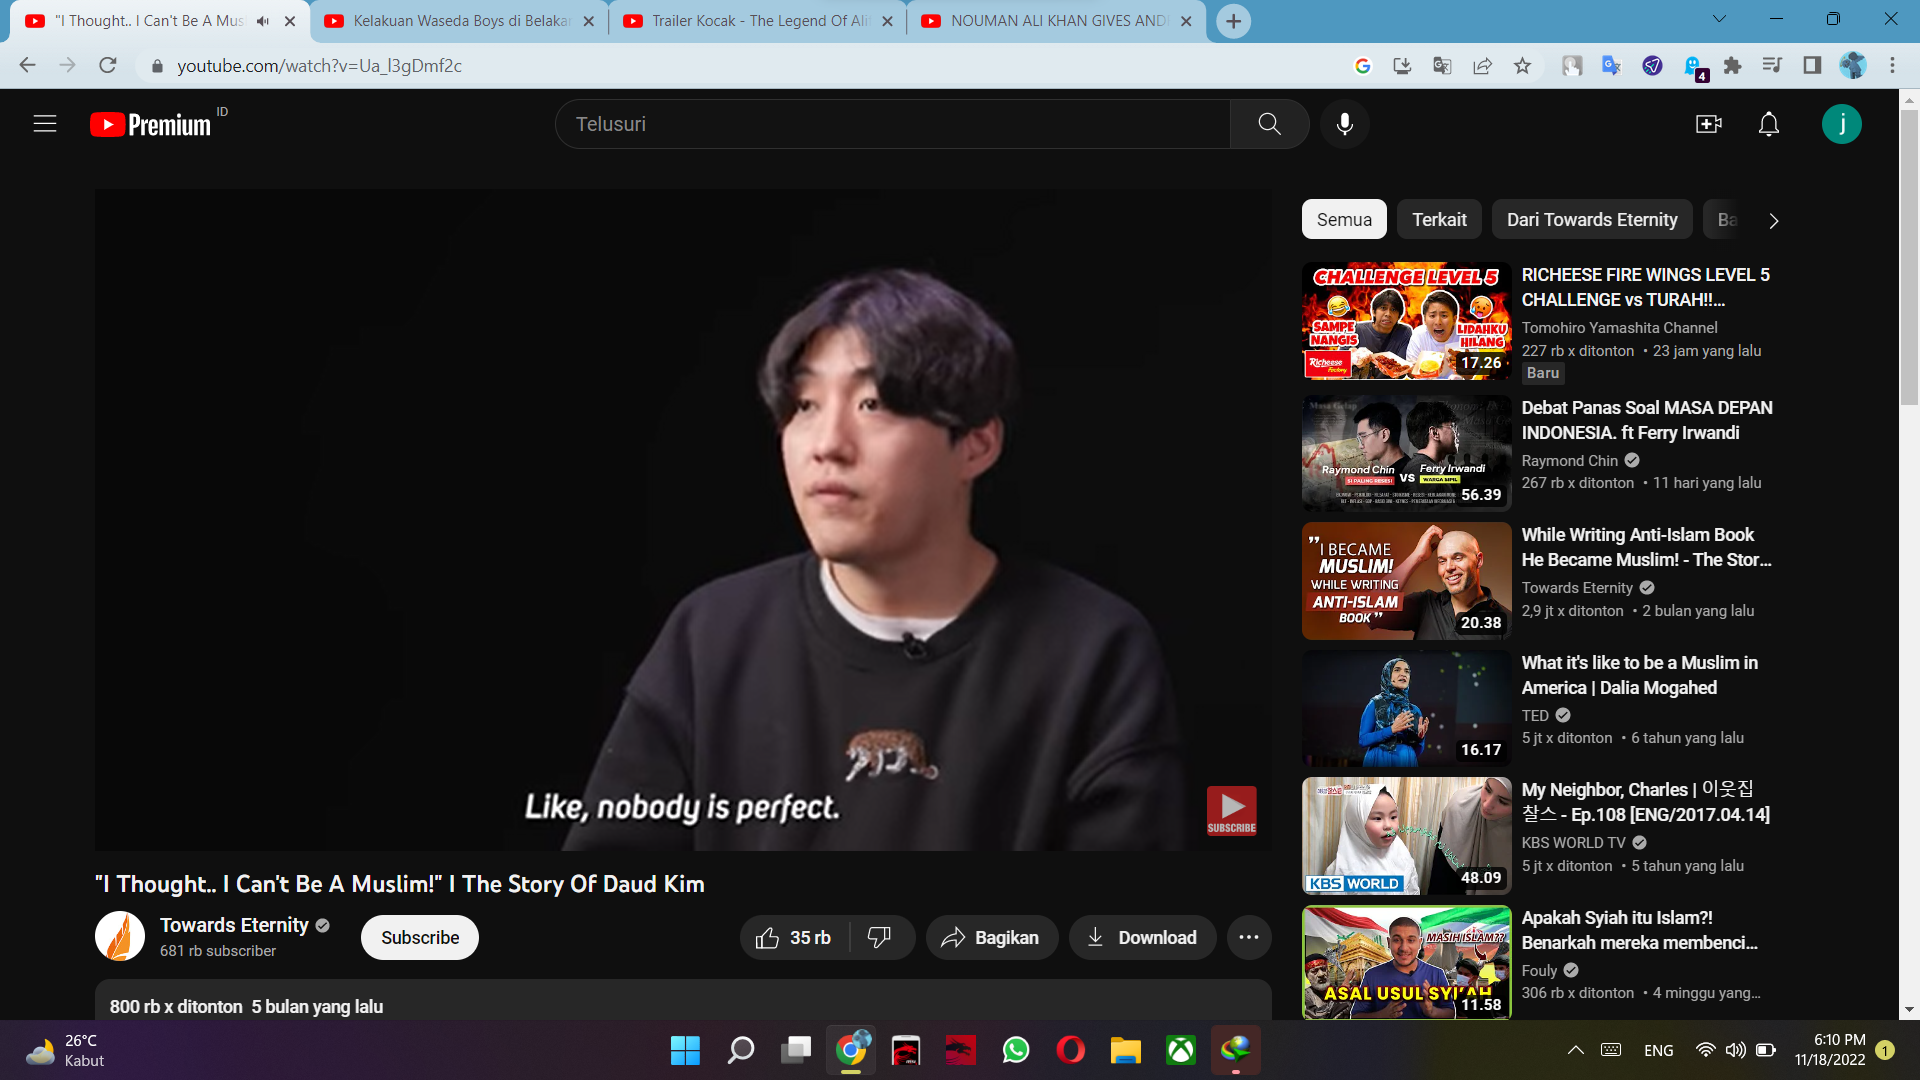 "I Thought.. I Can't Be A Mus
Kelakuan Waseda Boys di Belaka
Trailer Kocak - The Legend Of Ali
NOUMAN ALI KHAN GIVES AND
youtube.com/watch?v=Ua_l3gDmf2c
4
Premium ID
Telusuri
j
Like, nobody is perfect.
SUBSCRIBE
"I Thought.. I Can't Be A Muslim!" I The Story Of Daud Kim
Towards Eternity
681 rb subscriber
Subscribe
35 rb
Bagikan
Download
800 rb x ditonton 5 bulan yang lalu
Semua
Terkait
Dari Towards Eternity
Ba
CHALLENGE LEVEL 5
SAMPE
NANGIS
LIDAHKU
HILANG
Richeese
Factory
17.26
RICHEESE FIRE WINGS LEVEL 5
CHALLENGE vs TURAH!!...
Tomohiro Yamashita Channel
227 rb x ditonton • 23 jam yang lalu
Baru
Raymond Chin
SI PALING RESESI
VS
Ferry Irwandi
WARGA SIPIL
56.39
Debat Panas Soal MASA DEPAN
INDONESIA. ft Ferry Irwandi
Raymond Chin
267 rb x ditonton • 11 hari yang lalu
"I BECAME
MUSLIM!
WHILE WRITING
ANTI-ISLAM
BOOK"
20.38
While Writing Anti-Islam Book
He Became Muslim! - The Stor...
Towards Eternity
2,9 jt x ditonton • 2 bulan yang lalu
16.17
What it's like to be a Muslim in
America | Dalia Mogahed
TED
5 jt x ditonton • 6 tahun yang lalu
KBS WORLD
48.09
My Neighbor, Charles | 이웃집
찰스 - Ep.108 [ENG/2017.04.14]
KBS WORLD TV
5 jt x ditonton • 5 tahun yang lalu
MASIH ISLAM??
ASAL USUL SYI'AH
11.58
Apakah Syiah itu Islam?!
Benarkah mereka membenci...
Fouly
306 rb x ditonton • 4 minggu yang...
26°C
Kabut
ENG
6:10 PM
11/18/2022
1